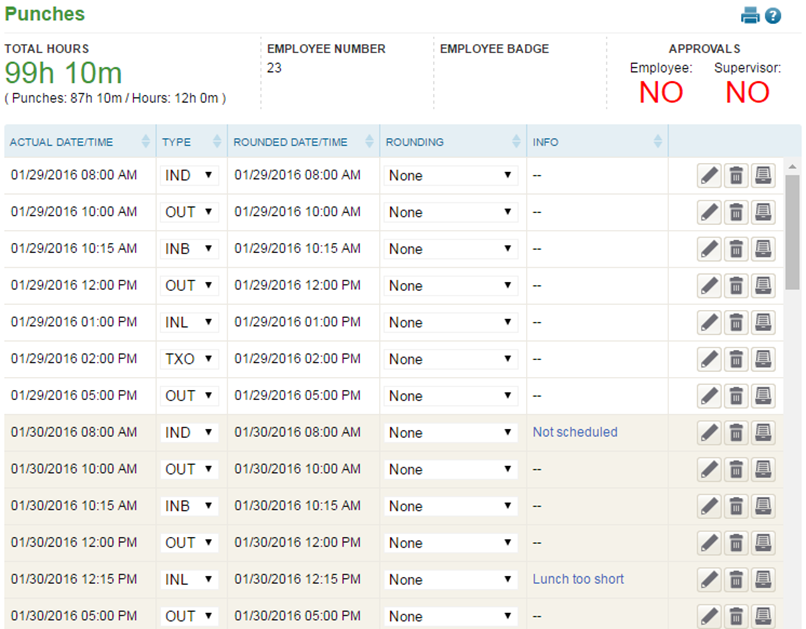 Punches
TOTAL HOURS
99h 10m
( Punches: 87h 10m / Hours: 12h 0m )
EMPLOYEE NUMBER
23
EMPLOYEE BADGE
APPROVALS
Employee: Supervisor:
NO NO
ACTUAL DATE/TIME TYPE ROUNDED DATE/TIME ROUNDING INFO
01/29/2016 08:00 AM IND 01/29/2016 08:00 AM None --
01/29/2016 10:00 AM OUT 01/29/2016 10:00 AM None --
01/29/2016 10:15 AM INB 01/29/2016 10:15 AM None --
01/29/2016 12:00 PM OUT 01/29/2016 12:00 PM None --
01/29/2016 01:00 PM INL 01/29/2016 01:00 PM None --
01/29/2016 02:00 PM TXO 01/29/2016 02:00 PM None --
01/29/2016 05:00 PM OUT 01/29/2016 05:00 PM None --
01/30/2016 08:00 AM IND 01/30/2016 08:00 AM None Not scheduled
01/30/2016 10:00 AM OUT 01/30/2016 10:00 AM None --
01/30/2016 10:15 AM INB 01/30/2016 10:15 AM None --
01/30/2016 12:00 PM OUT 01/30/2016 12:00 PM None --
01/30/2016 12:15 PM INL 01/30/2016 12:15 PM None Lunch too short
01/30/2016 05:00 PM OUT 01/30/2016 05:00 PM None --